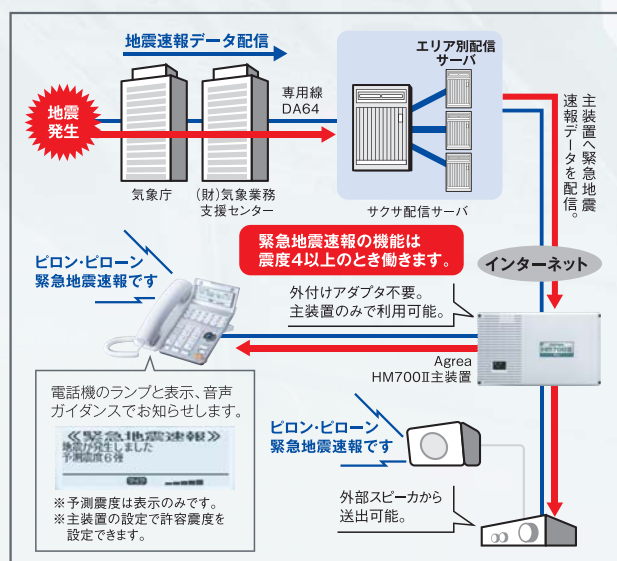 地震速報データ配信
エリア別配信
サーバ
専用線
DA64
地震
発生
気象庁
(財)気象業務
支援センター
サクサ配信サーバ
主装置へ緊急地震
速報データを配信。
緊急地震速報の機能は
震度4以上のとき働きます。
インターネット
ピロン・ピローン
緊急地震速報です
外付けアダプタ不要。
主装置のみで利用可能。
Agrea
HM700II主装置
電話機のランプと表示、音声
ガイダンスでお知らせします。
≪緊急地震速報≫
地震が発生しました
予測震度6強
※予測震度は表示のみです。
※主装置の設定で許容震度を
設定できます。
ピロン・ピローン
緊急地震速報です
外部スピーカから
送出可能。